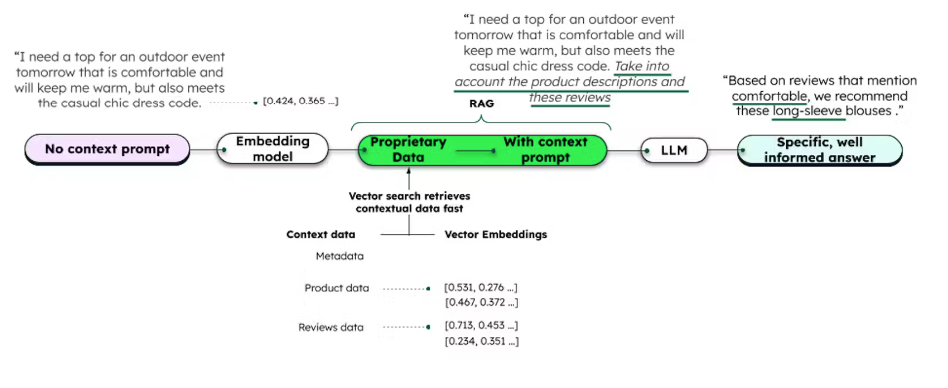 “I need a top for an outdoor event
tomorrow that is comfortable and
will keep me warm, but also meets
the casual chic dress code.
[0.424, 0.365 ...]
“I need a top for an outdoor event
tomorrow that is comfortable and will
keep me warm, but also meets the
casual chic dress code. Take into
account the product descriptions and
these reviews
RAG
“Based on reviews that mention
comfortable, we recommend
these long-sleeve blouses .”
No context prompt
Embedding
model
Proprietary
Data
With context
prompt
LLM
Specific, well
informed answer
Vector search retrieves
contextual data fast
Context data
Vector Embeddings
Metadata
Product data
[0.531, 0.276 ...]
[0.467, 0.372 ...]
Reviews data
[0.713, 0.453 ...]
[0.234, 0.351 ...]